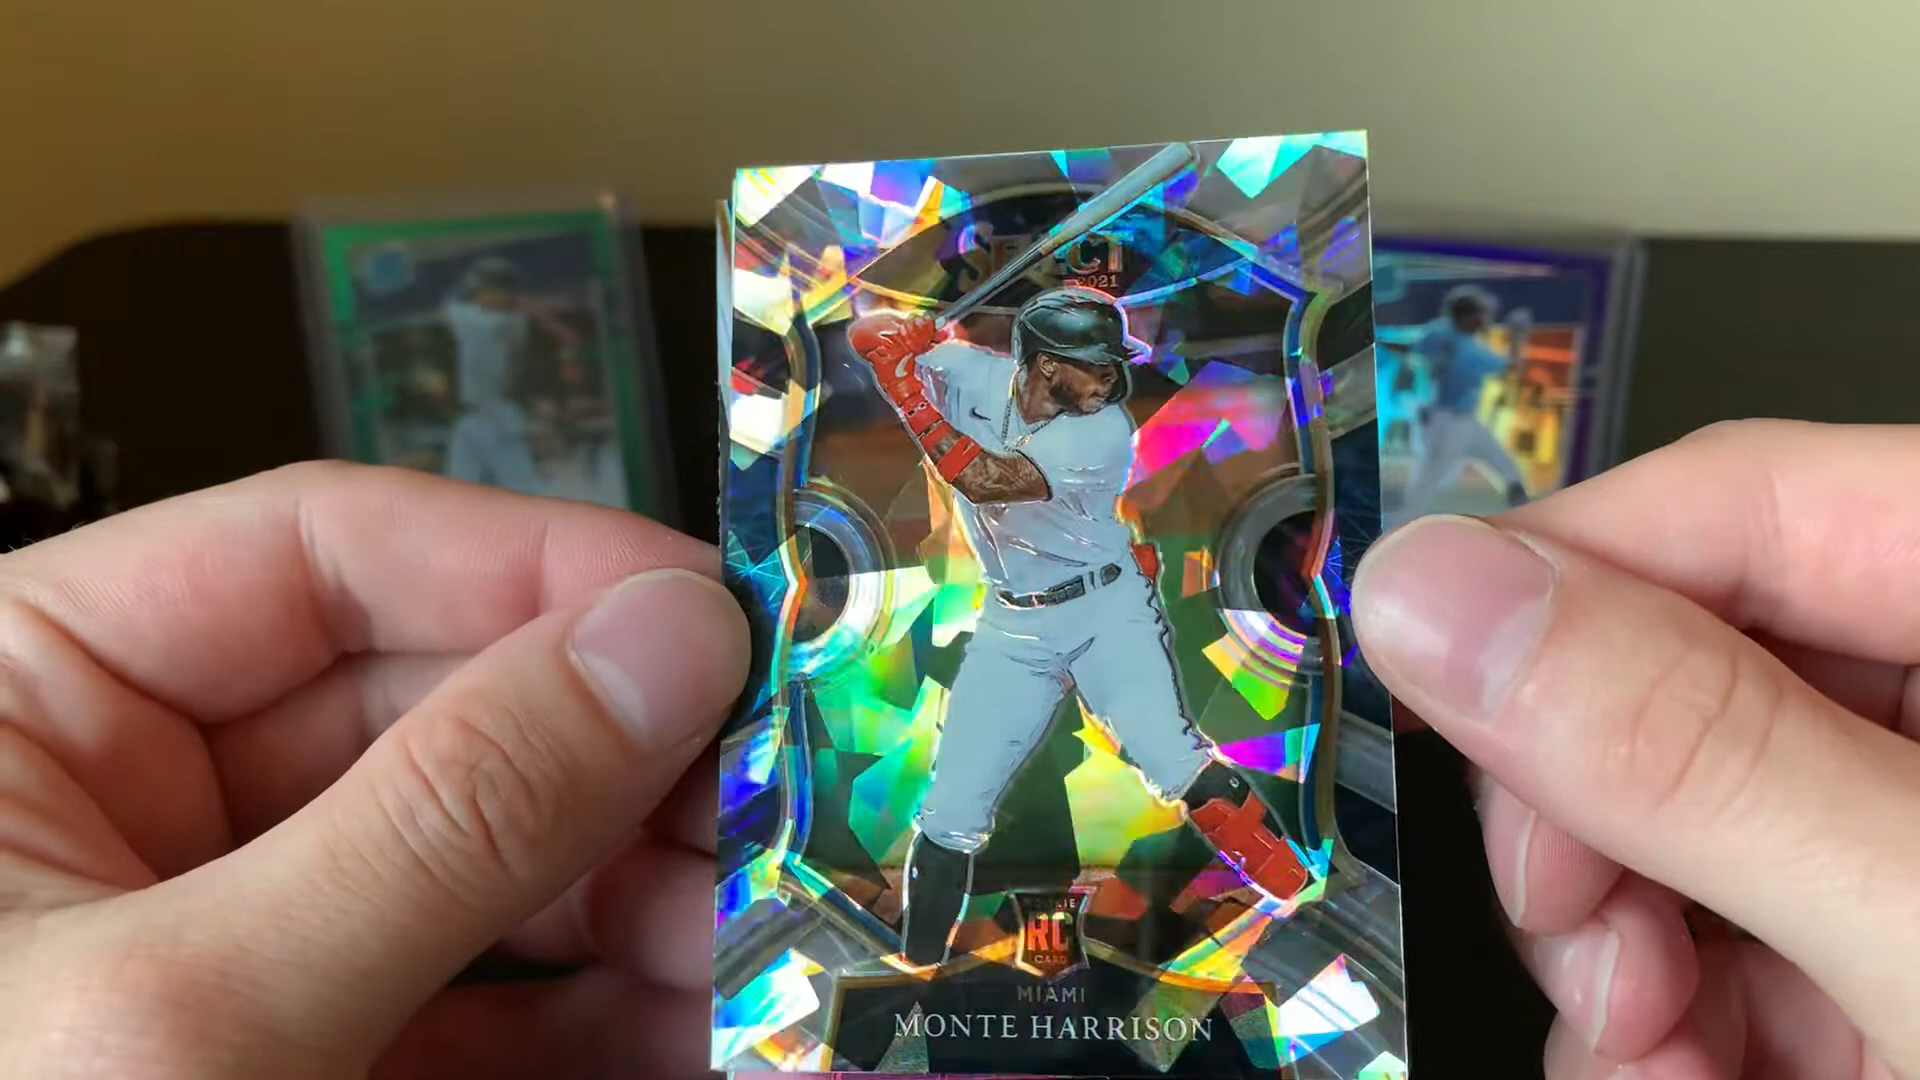 SELECT
2021
ROOKIE
RC
CARD
MIAMI
MONTE HARRISON